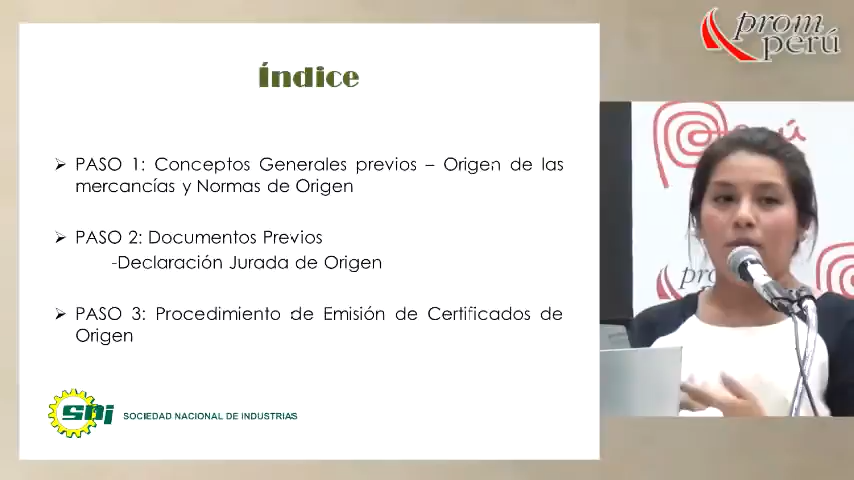 prom
perú
Índice
➢ PASO 1: Conceptos Generales previos – Origen de las
mercancías y Normas de Origen
➢ PASO 2: Documentos Previos
-Declaración Jurada de Origen
➢ PASO 3: Procedimiento de Emisión de Certificados de
Origen
sni
SOCIEDAD NACIONAL DE INDUSTRIAS